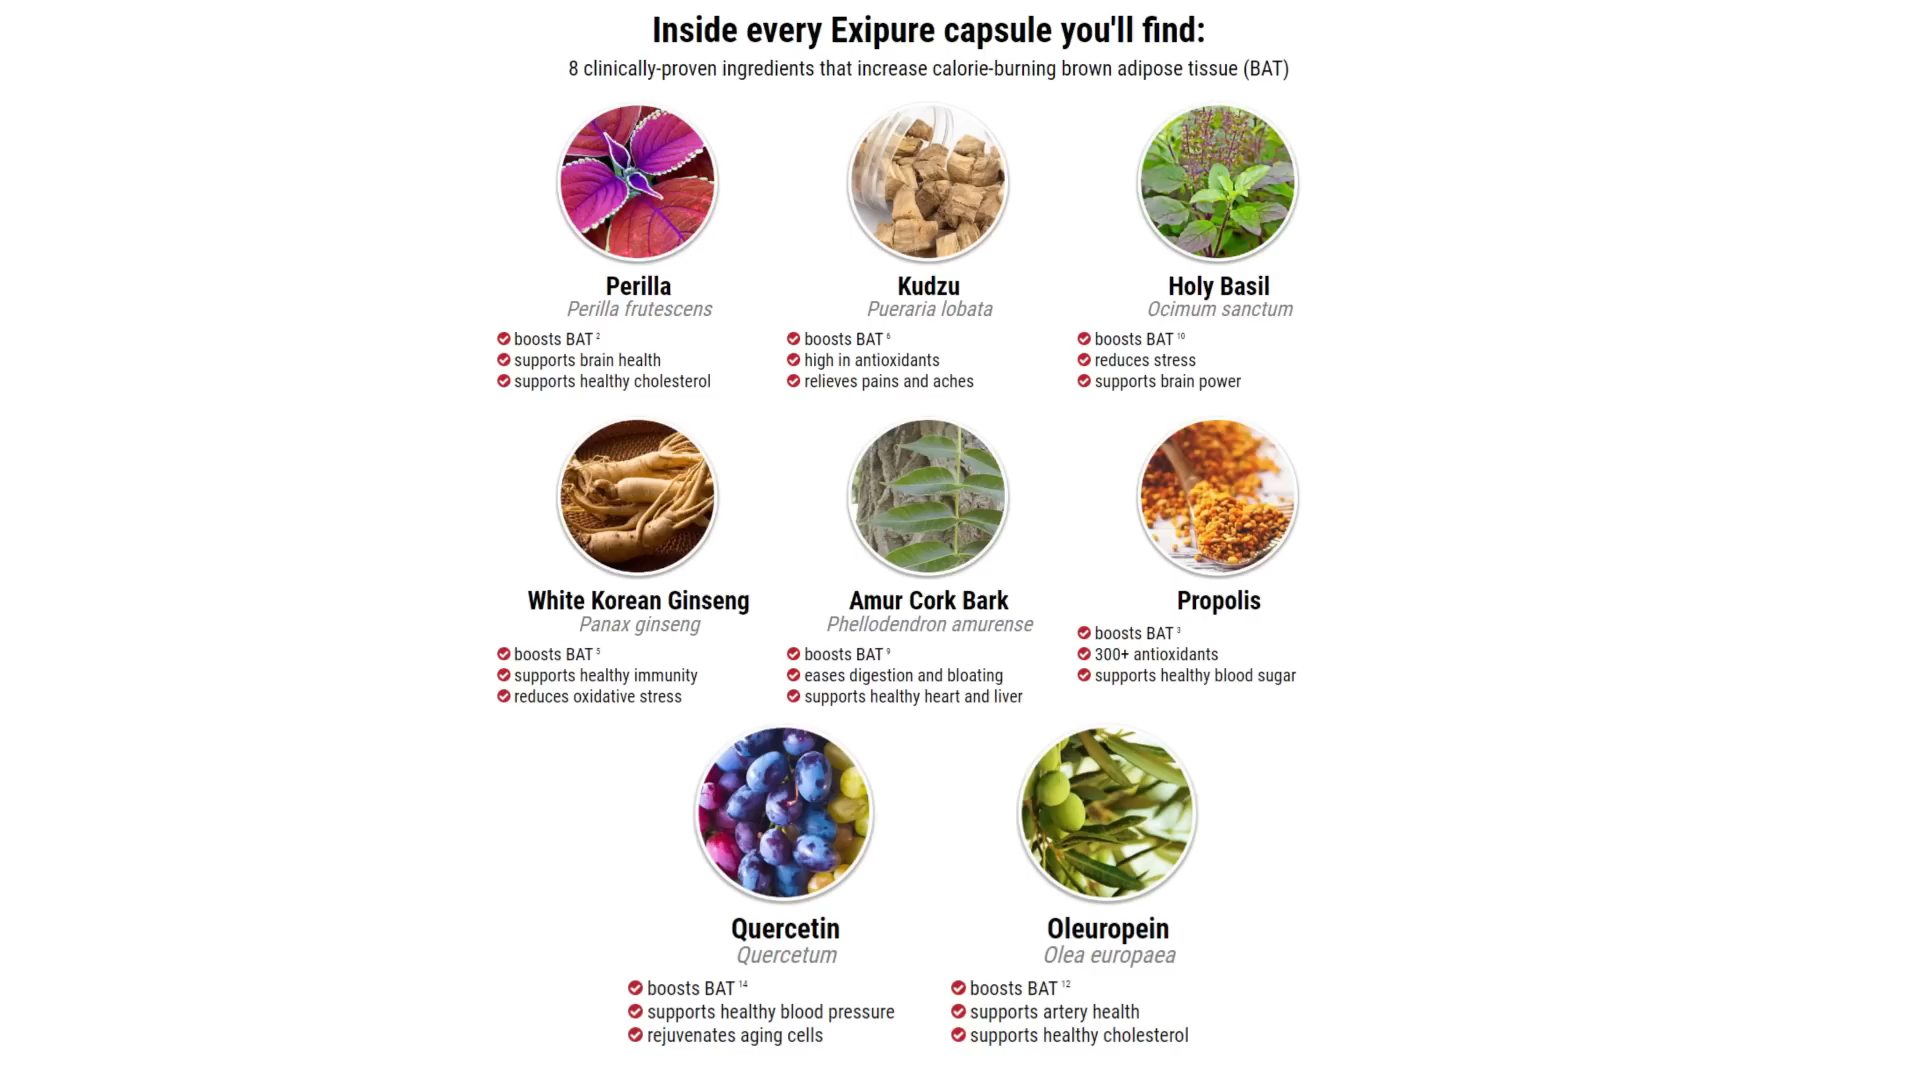 Inside every Exipure capsule you'll find:
8 clinically-proven ingredients that increase calorie-burning brown adipose tissue (BAT)
Perilla
Perilla frutescens
boosts BAT 2
supports brain health
supports healthy cholesterol
Kudzu
Pueraria lobata
boosts BAT 6
high in antioxidants
relieves pains and aches
Holy Basil
Ocimum sanctum
boosts BAT 10
reduces stress
supports brain power
White Korean Ginseng
Panax ginseng
boosts BAT 5
supports healthy immunity
reduces oxidative stress
Amur Cork Bark
Phellodendron amurense
boosts BAT 9
eases digestion and bloating
supports healthy heart and liver
Propolis
boosts BAT 3
300+ antioxidants
supports healthy blood sugar
Quercetin
Quercetum
boosts BAT 14
supports healthy blood pressure
rejuvenates aging cells
Oleuropein
Olea europaea
boosts BAT 12
supports artery health
supports healthy cholesterol